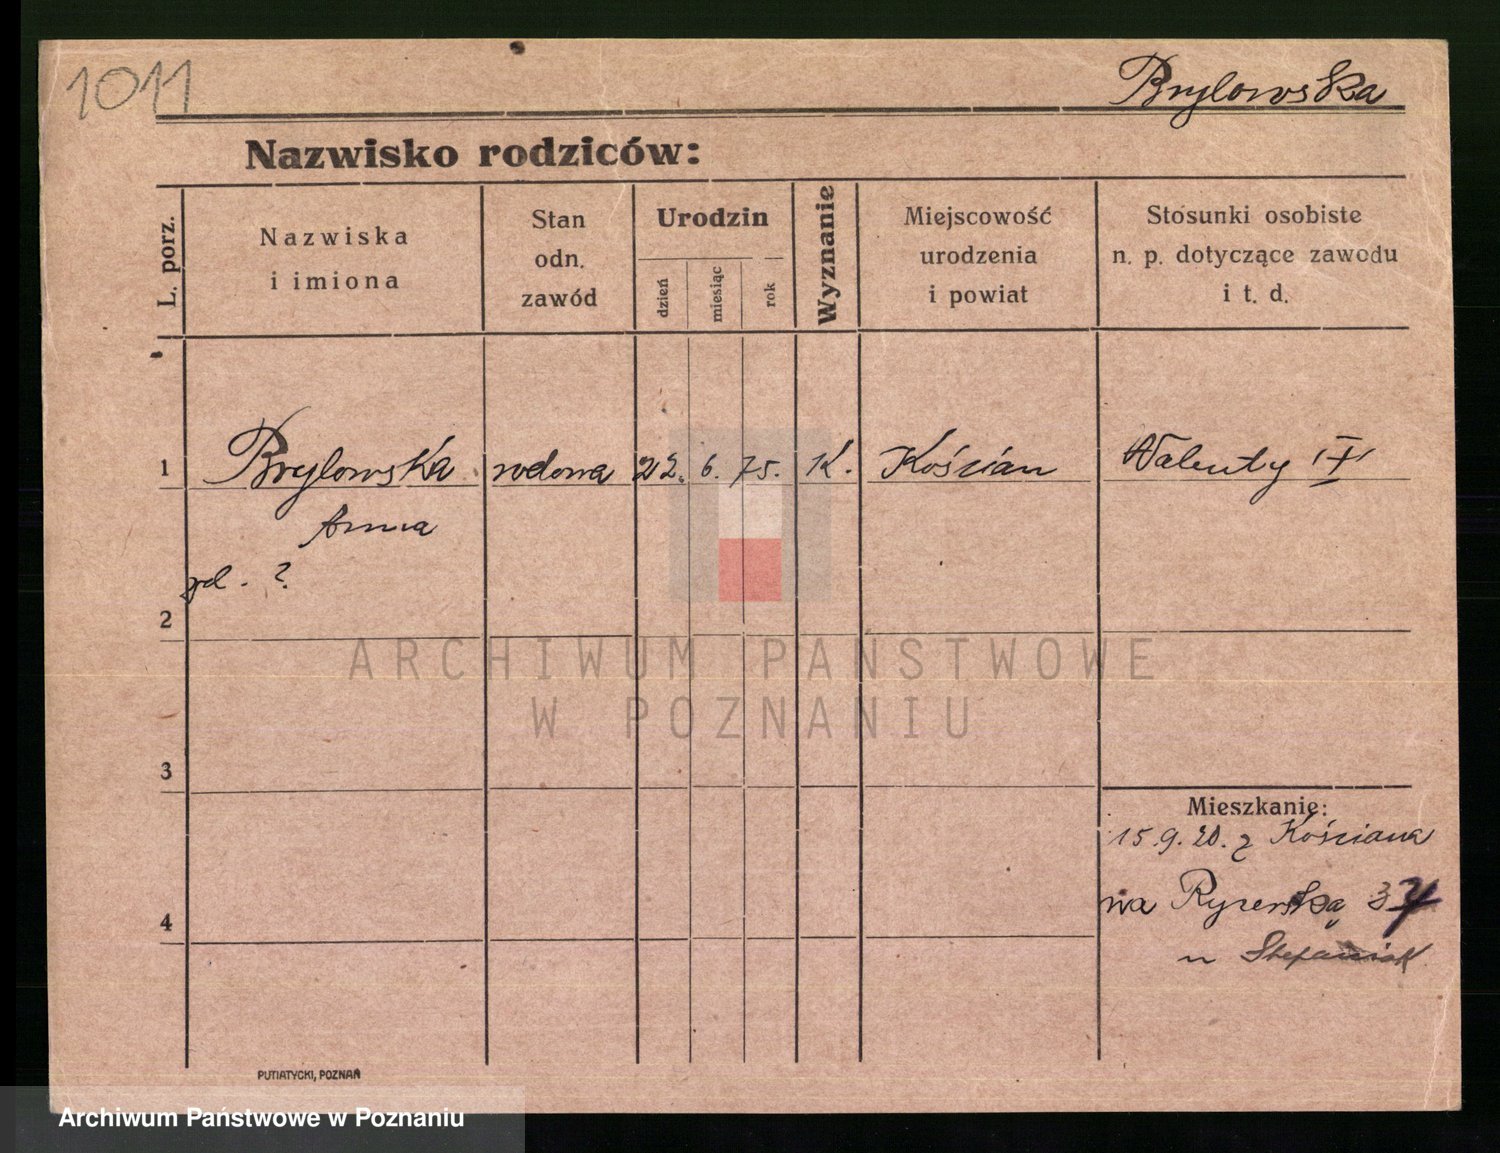 1011
Brylowska
Nazwisko rodziców:
L. porz.
Nazwiska
i imiona
Stan
odn.
zawód
Urodzin
dzień
miesiąc
rok
Wyznanie
Miejscowość
urodzenia
i powiat
Stosunki osobiste
n. p. dotyczące zawodu
i t. d.
1 Brylowska wdowa 22. 6. 75. K. Kościan Walenty
Anna
?
2
ARCHIWUM PAŃSTWOWE
W POZNANIU
3
Mieszkanie:
15.9.20. z Kościana
na Rycerską
4
u Stefaniak
PUTIATYCKI, POZNAŃ
Archiwum Państwowe w Poznaniu